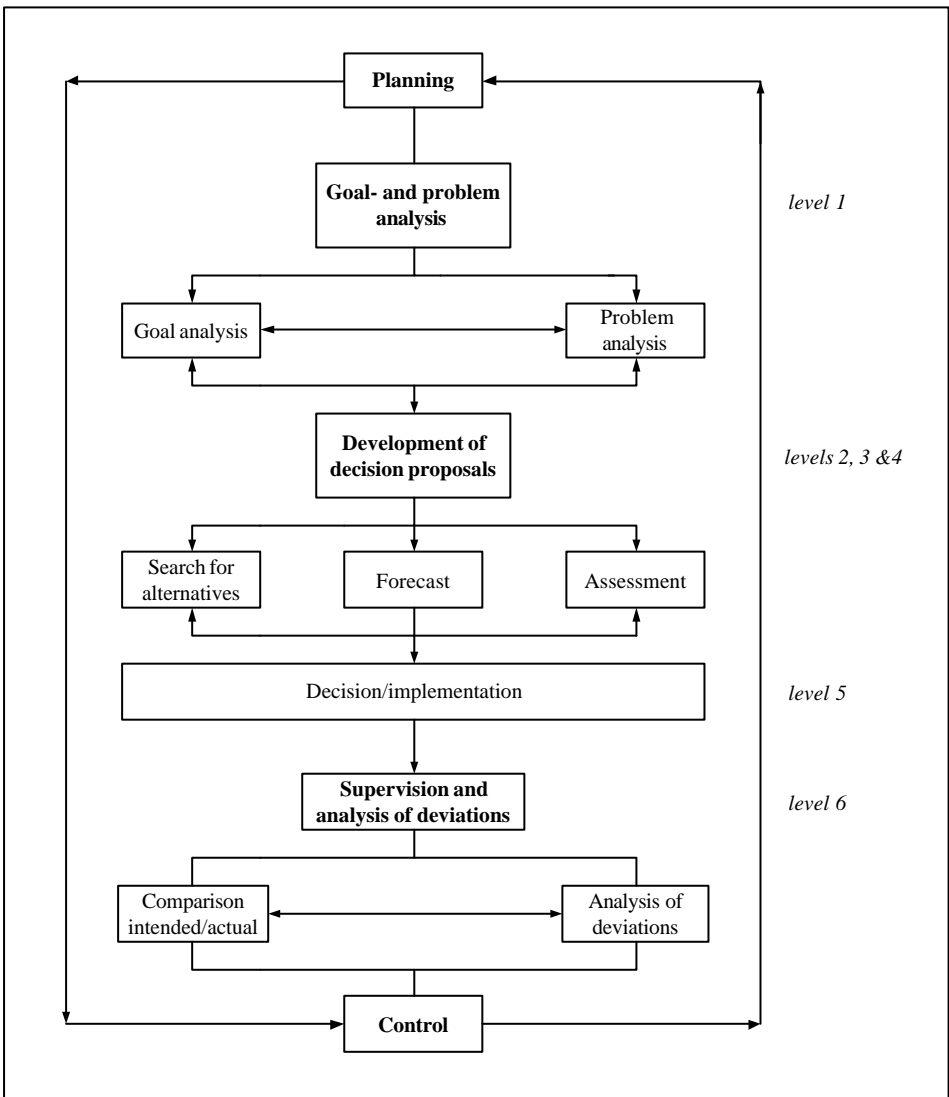 Planning
Goal- and problem
analysis
level 1
Goal analysis
Problem
analysis
Development of
decision proposals
levels 2, 3 &4
Search for
alternatives
Forecast
Assessment
Decision/implementation
level 5
Supervision and
analysis of deviations
level 6
Comparison
intended/actual
Analysis of
deviations
Control